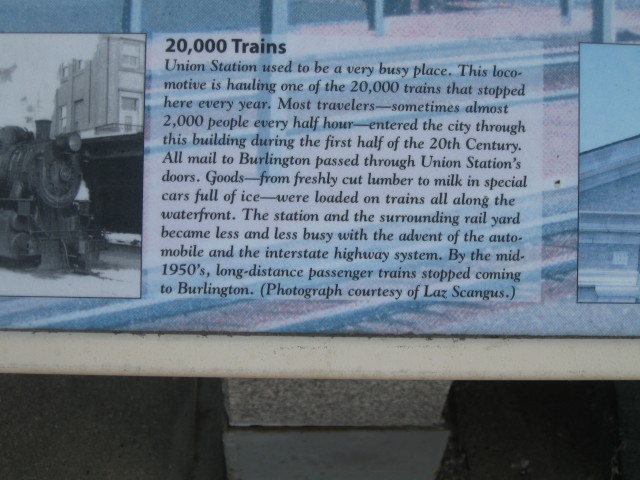 20,000 Trains
Union Station used to be a very busy place. This loco-
motive is hauling one of the 20,000 trains that stopped
here every year. Most travelers—sometimes almost
2,000 people every half hour—entered the city through
this building during the first half of the 20th Century.
All mail to Burlington passed through Union Station's
doors. Goods—from freshly cut lumber to milk in special
cars full of ice—were loaded on trains all along the
waterfront. The station and the surrounding rail yard
became less and less busy with the advent of the auto-
mobile and the interstate highway system. By the mid-
1950's, long-distance passenger trains stopped coming
to Burlington. (Photograph courtesy of Laz Scangus.)